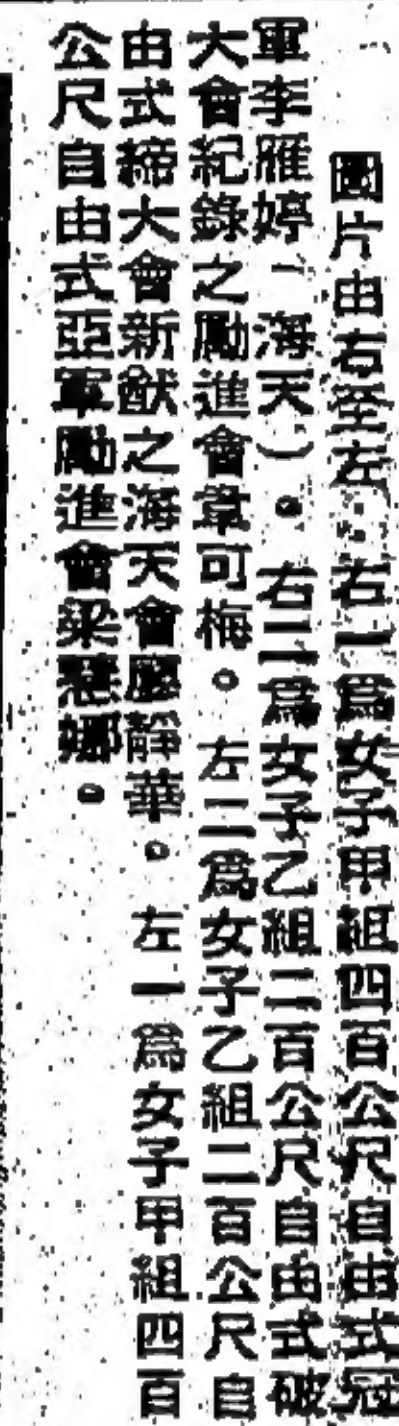 圖片由右至左：右一爲女子甲組四百公尺自由式冠
軍李雁婷（海天）。右二爲女子乙組二百公尺自由式破
大會紀錄之勵進會章可梅。左二爲女子乙組二百公尺自
由式締大會新猷之海天會廖靜華。左一爲女子甲組四百
公尺自由式亞軍勵進會梁慧娜。